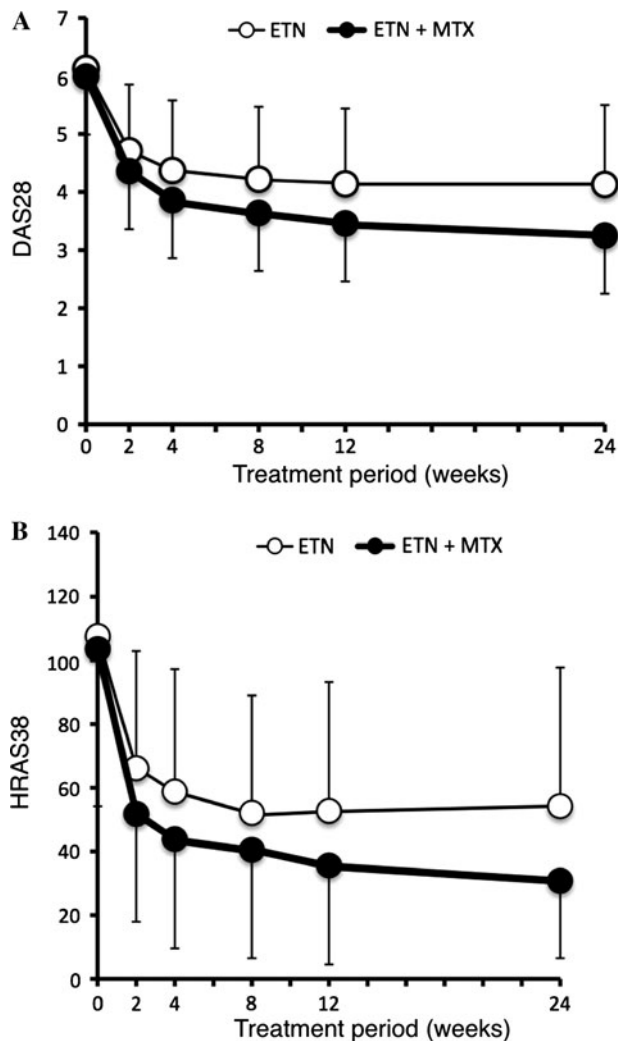 A
7
ETN
ETN + MTX
6
5
4
3
2
1
0
DAS28
0 2 4 8 12 24
Treatment period (weeks)
B
140
ETN
ETN + MTX
120
100
80
60
40
20
0
HRAS38
0 2 4 8 12 24
Treatment period (weeks)